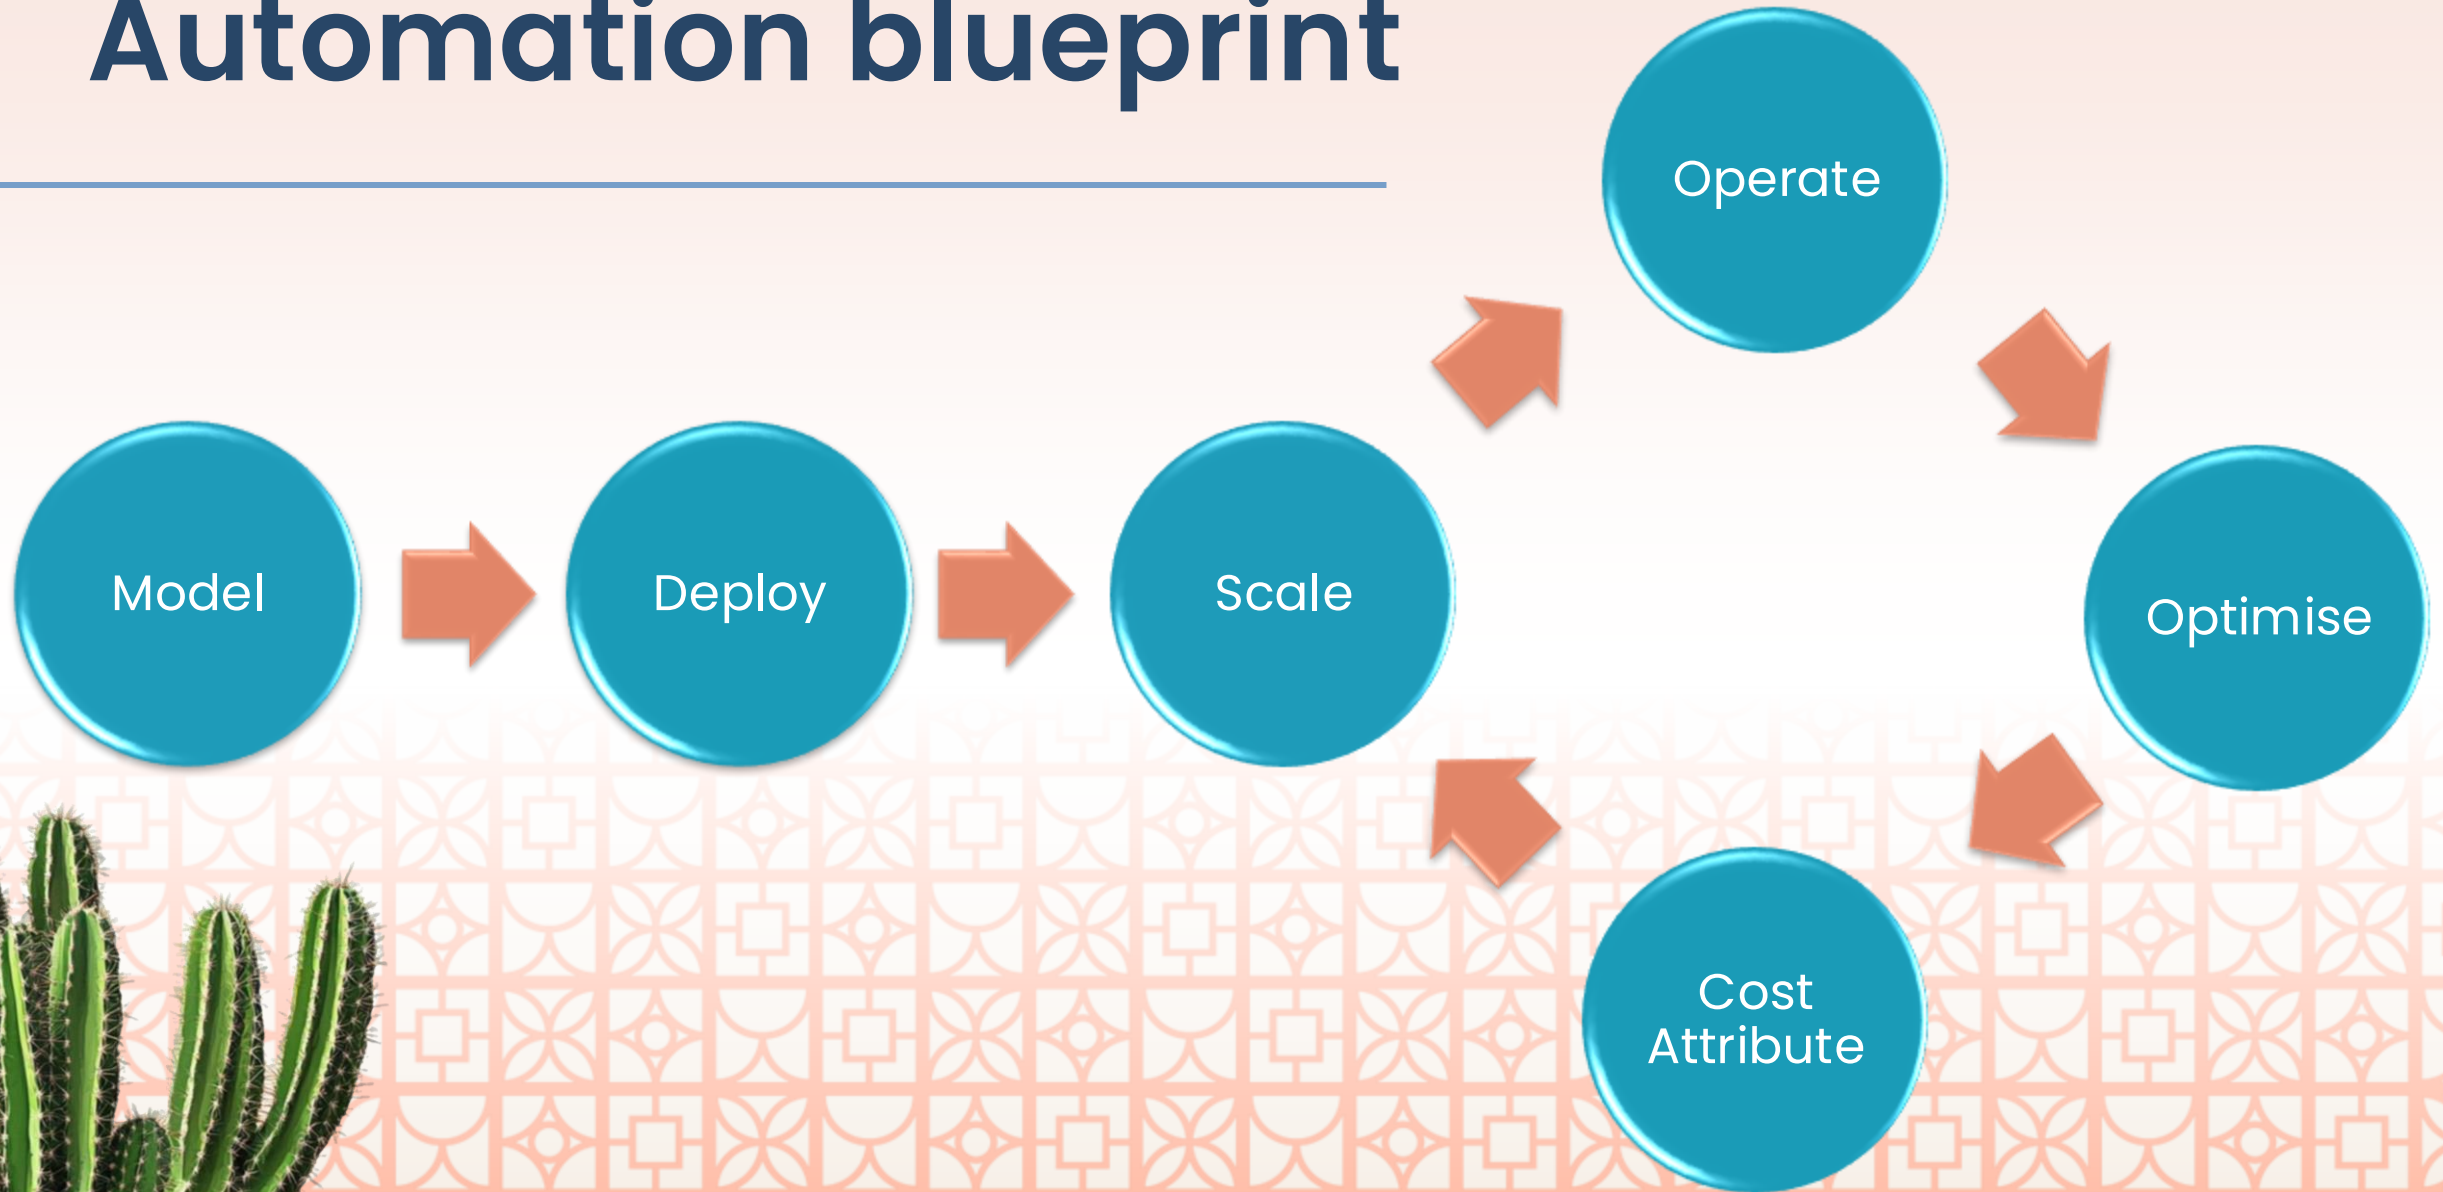 Automation blueprint
Operate
Model
Deploy
Scale
Optimise
Cost
Attribute